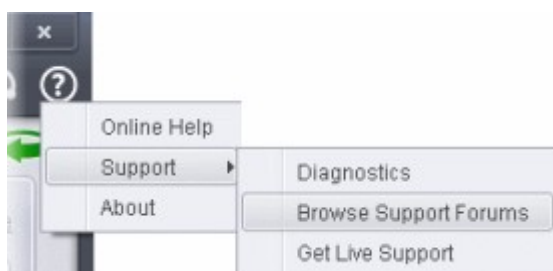 Online Help
Support
About
Diagnostics
Browse Support Forums
Get Live Support